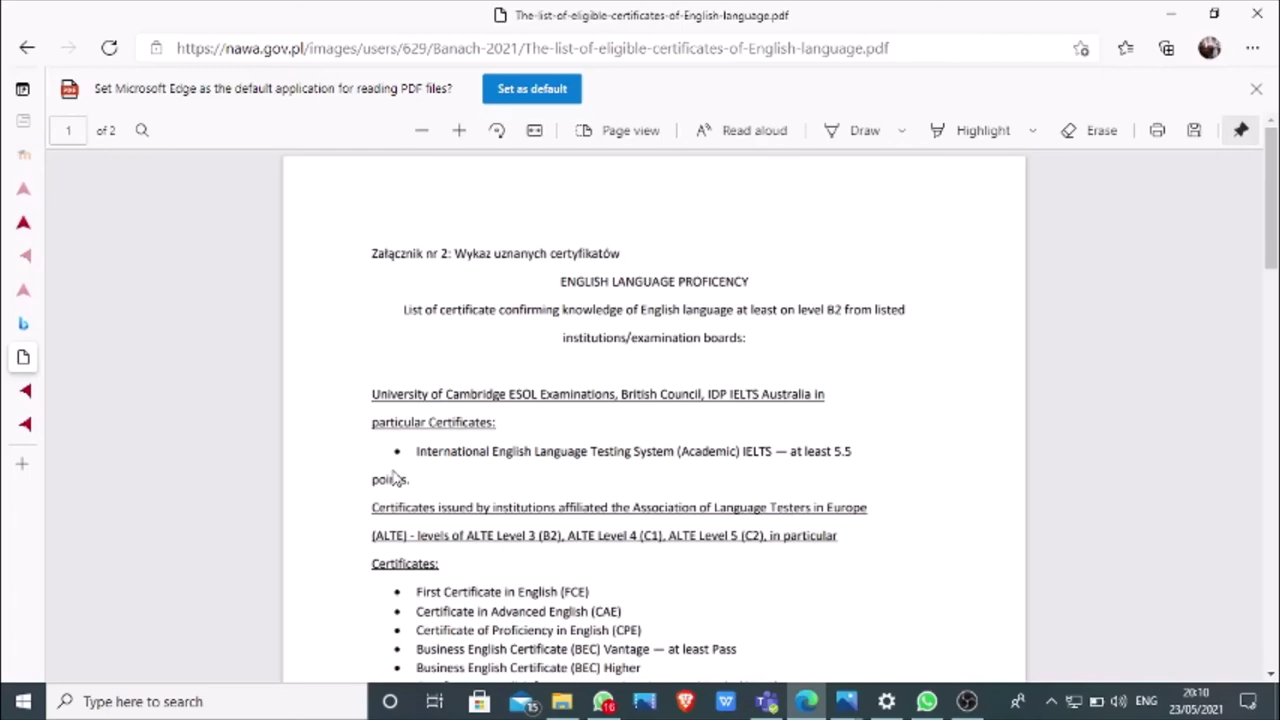 The-list-of-eligible-certificates-of-English-language.pdf
https://nawa.gov.pl/images/users/629/Banach-2021/The-list-of-eligible-certificates-of-English-language.pdf
Set Microsoft Edge as the default application for reading PDF files? Set as default
1 of 2 Page view Read aloud Draw Highlight Erase
Załącznik nr 2: Wykaz uznanych certyfikatów
ENGLISH LANGUAGE PROFICENCY
List of certificate confirming knowledge of English language at least on level B2 from listed
institutions/examination boards:
University of Cambridge ESOL Examinations, British Council, IDP IELTS Australia in
particular Certificates:
• International English Language Testing System (Academic) IELTS — at least 5.5
points.
Certificates issued by institutions affiliated the Association of Language Testers in Europe
(ALTE) - levels of ALTE Level 3 (B2), ALTE Level 4 (C1), ALTE Level 5 (C2), in particular
Certificates:
• First Certificate in English (FCE)
• Certificate in Advanced English (CAE)
• Certificate of Proficiency in English (CPE)
• Business English Certificate (BEC) Vantage — at least Pass
• Business English Certificate (BEC) Higher
Type here to search 15 16 ENG 20:10
23/05/2021